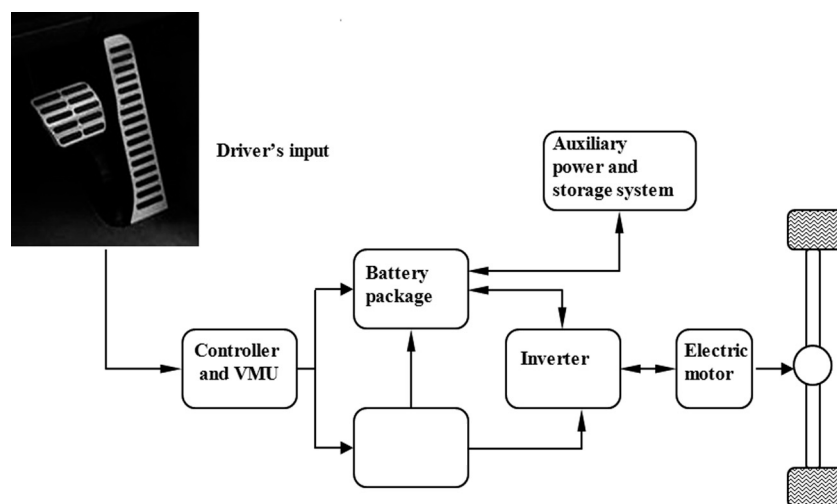 Driver's input
Auxiliary
power and
storage system
Battery
package
Controller
and VMU
Inverter
Electric
motor